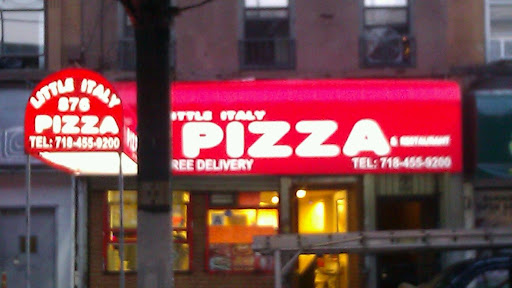 LITTLE ITALY
876
PIZZA
TEL: 718-455-9200
LITTLE ITALY
PIZZA & RESTAURANT
FREE DELIVERY TEL: 718-455-9200